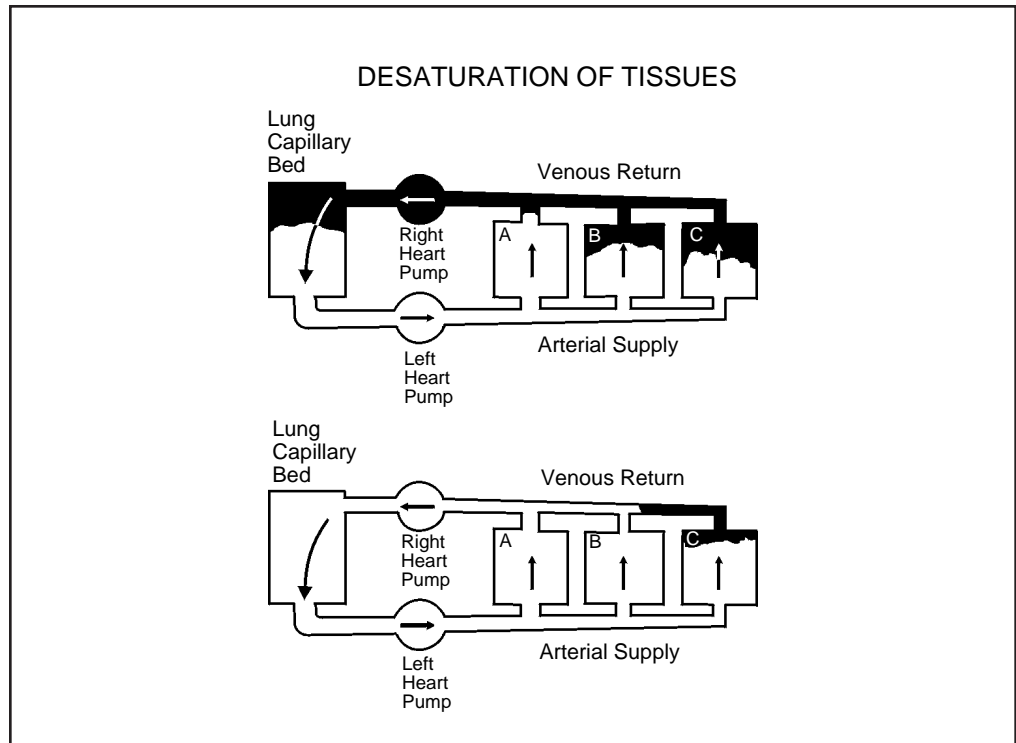 DESATURATION OF TISSUES
Lung
Capillary
Bed
Venous Return
Right
Heart
Pump
A
B
C
Left
Heart
Pump
Arterial Supply
Lung
Capillary
Bed
Venous Return
Right
Heart
Pump
A
B
C
Left
Heart
Pump
Arterial Supply